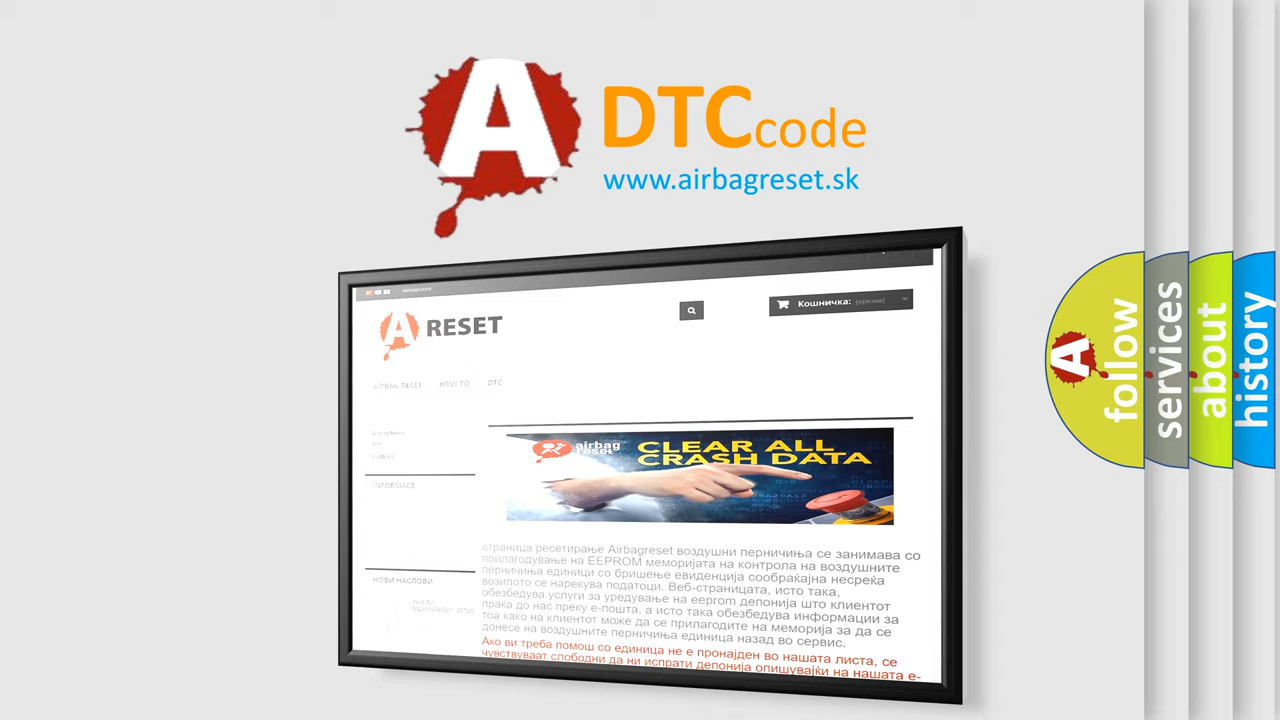 A
DTC code
www.airbagreset.sk
A RESET
Кошничка: (празна)
AIRBAG RESET HOW TO DTC
airbag reset
CLEAR ALL
CRASH DATA
INFORMACE
страница ресетирање Airbagreset воздушни перничиња се занимава со
прилагодување на EEPROM меморијата на контрола на воздушните
перничиња единици со бришење евиденција сообраќајна несреќа
возилото се нарекува податоци. Веб-страницата, исто така,
обезбедува услуги за уредување на eeprom депонија што клиентот
праќа до нас преку е-пошта, а исто така обезбедува информации за
тоа како на клиентот може да се прилагодите на меморија за да се
донесе на воздушните перничиња единица назад во сервис.
Ако ви треба помош со единица не е пронајден во нашата листа, се
чувствуваат слободни да ни испрати депонија опишувајќи на нашата е-
НОВИ НАСЛОВИ
A follow
services
about
history